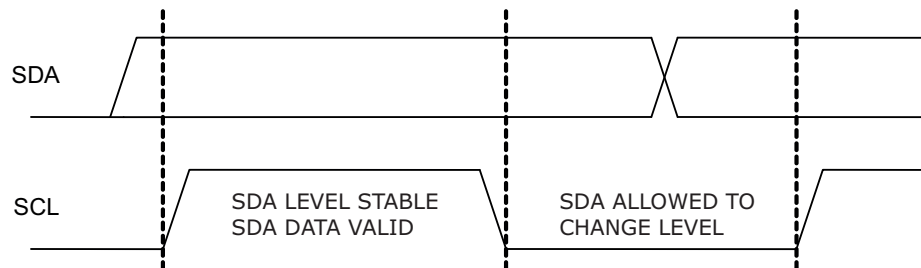 SDA
SCL
SDA LEVEL STABLE
SDA DATA VALID
SDA ALLOWED TO
CHANGE LEVEL